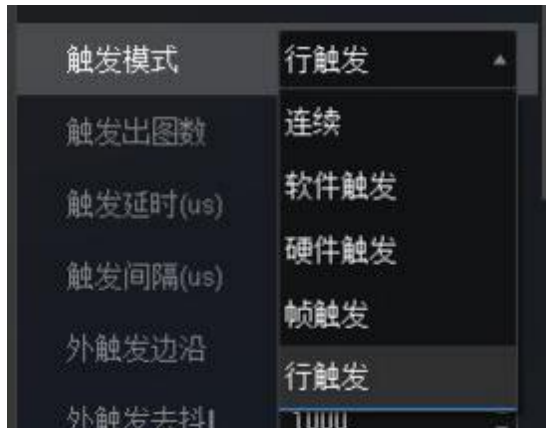 触发模式 行触发
触发出图数 连续
触发延时(us) 软件触发
触发间隔(us) 硬件触发
外触发边沿 帧触发
行触发
外触发去抖 1000